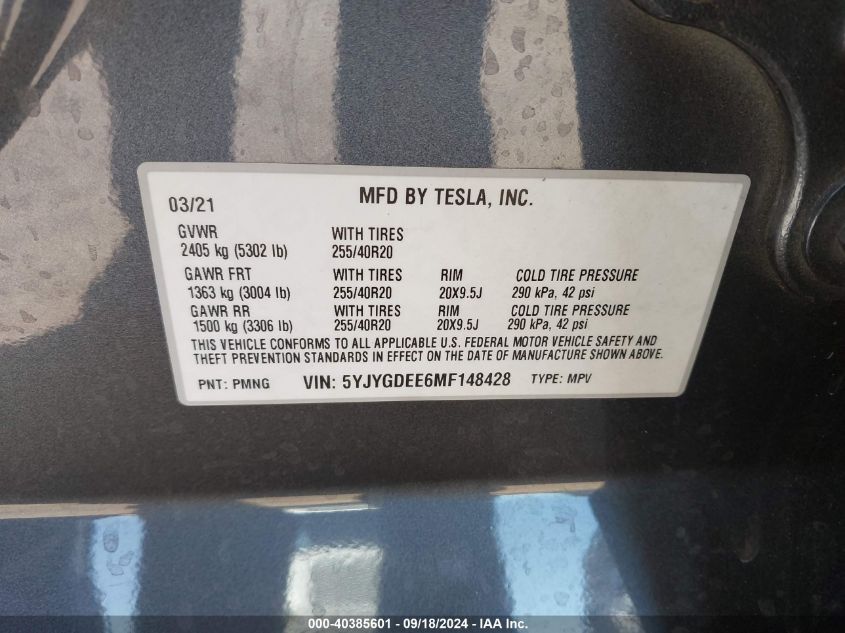 MFD BY TESLA, INC.
03/21
GVWR WITH TIRES
2405 kg (5302 lb) 255/40R20
GAWR FRT WITH TIRES RIM COLD TIRE PRESSURE
1363 kg (3004 lb) 255/40R20 20X9.5J 290 kPa, 42 psi
GAWR RR WITH TIRES RIM COLD TIRE PRESSURE
1500 kg (3306 lb) 255/40R20 20X9.5J 290 kPa, 42 psi
THIS VEHICLE CONFORMS TO ALL APPLICABLE U.S. FEDERAL MOTOR VEHICLE SAFETY AND
THEFT PREVENTION STANDARDS IN EFFECT ON THE DATE OF MANUFACTURE SHOWN ABOVE.
PNT: PMNG VIN: 5YJYGDEE6MF148428 TYPE: MPV
000-40385601 - 09/18/2024 - IAA Inc.